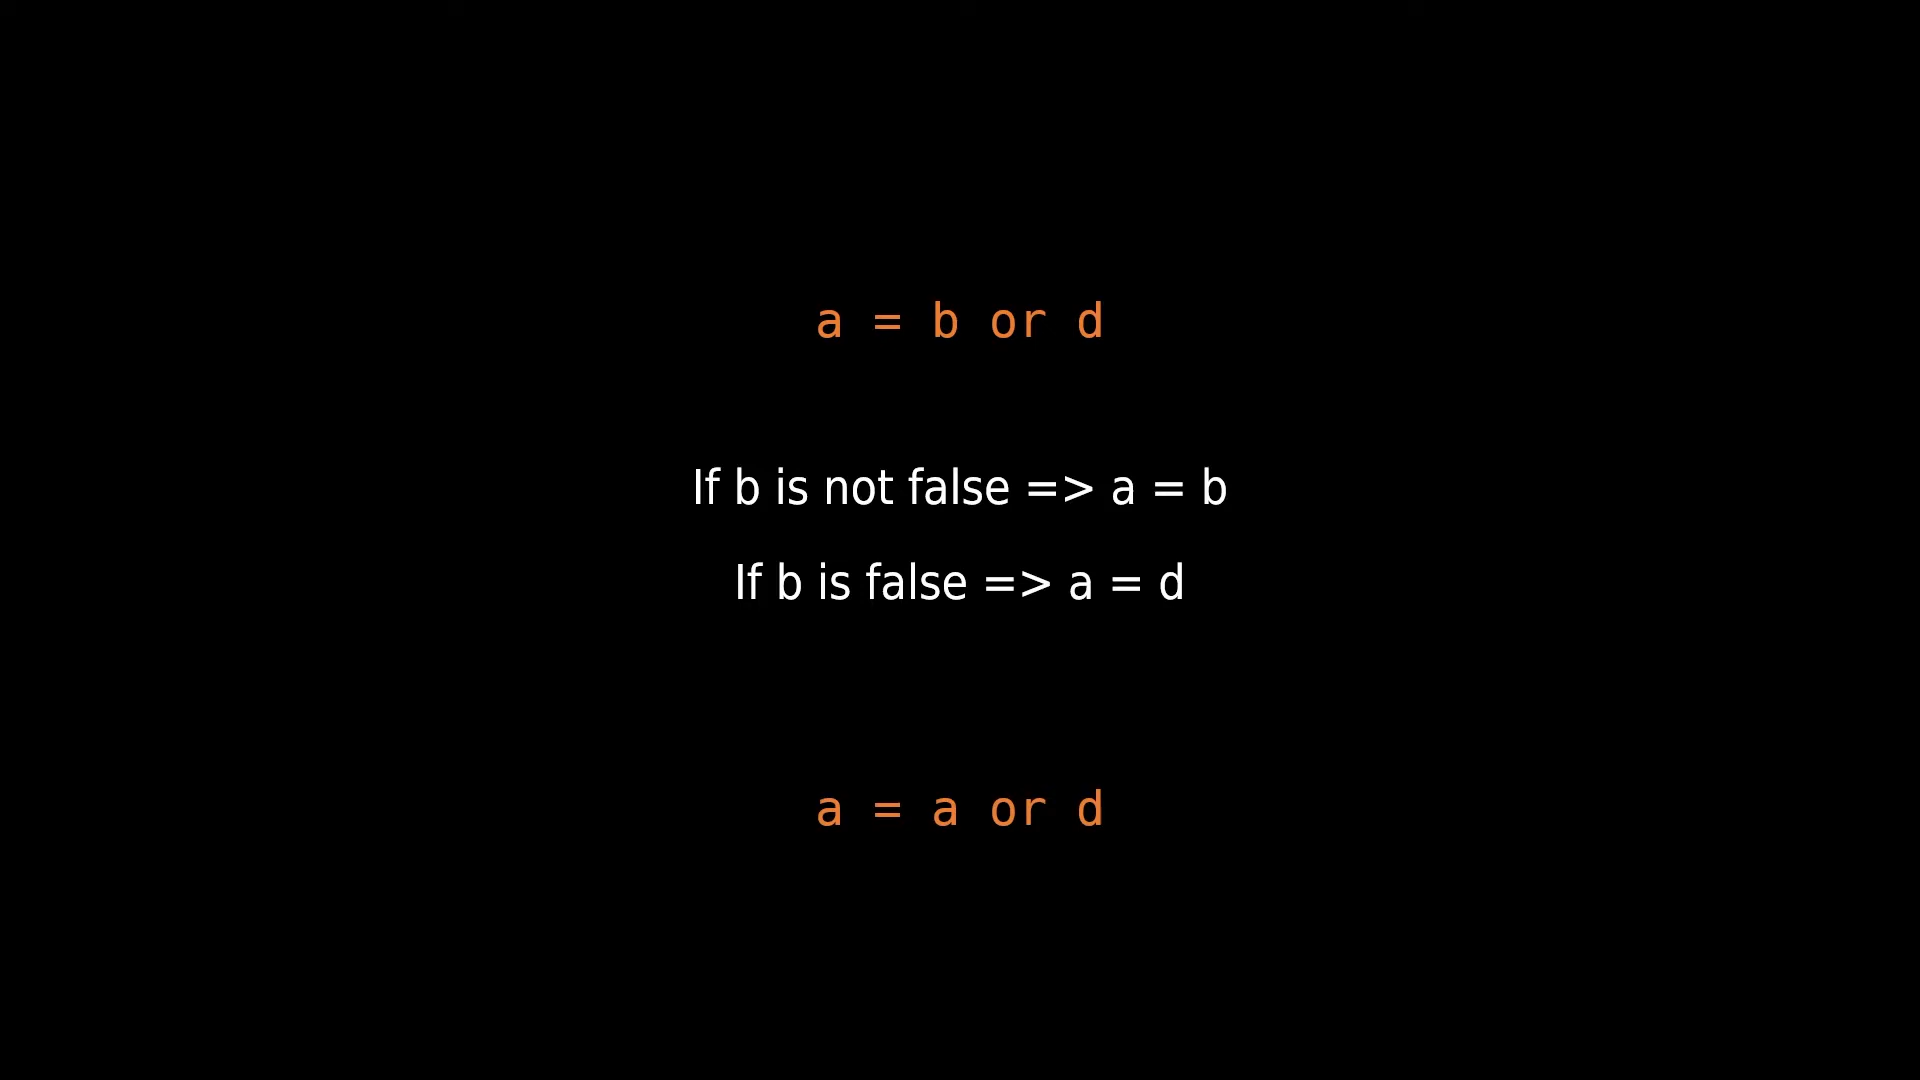 a = b or d
If b is not false => a = b
If b is false => a = d
a = a or d